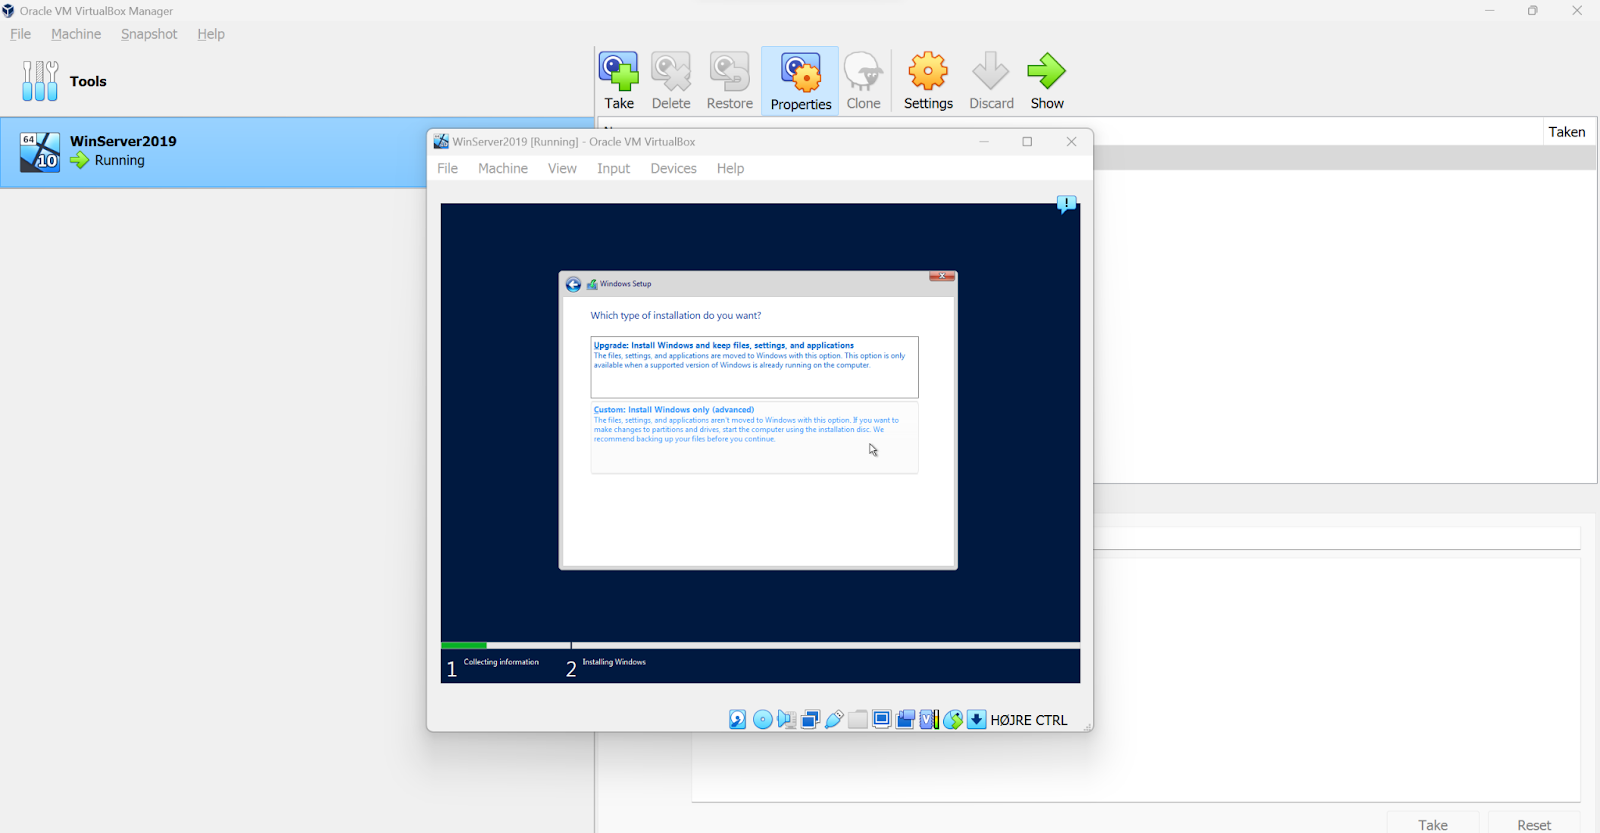 Oracle VM VirtualBox Manager
File Machine Snapshot Help
Tools
Take Delete Restore Properties Clone Settings Discard Show
64
10
WinServer2019
Running
Taken
WinServer2019 [Running] - Oracle VM VirtualBox
File Machine View Input Devices Help
Windows Setup
Which type of installation do you want?
Upgrade: Install Windows and keep files, settings, and applications
The files, settings, and applications are moved to Windows with this option. This option is only
available when a supported version of Windows is already running on the computer.
Custom: Install Windows only (advanced)
The files, settings, and applications aren't moved to Windows with this option. If you want to
make changes to partitions and drives, start the computer using the installation disc. We
recommend backing up your files before you continue.
1 Collecting information 2 Installing Windows
HØJRE CTRL
Take Reset